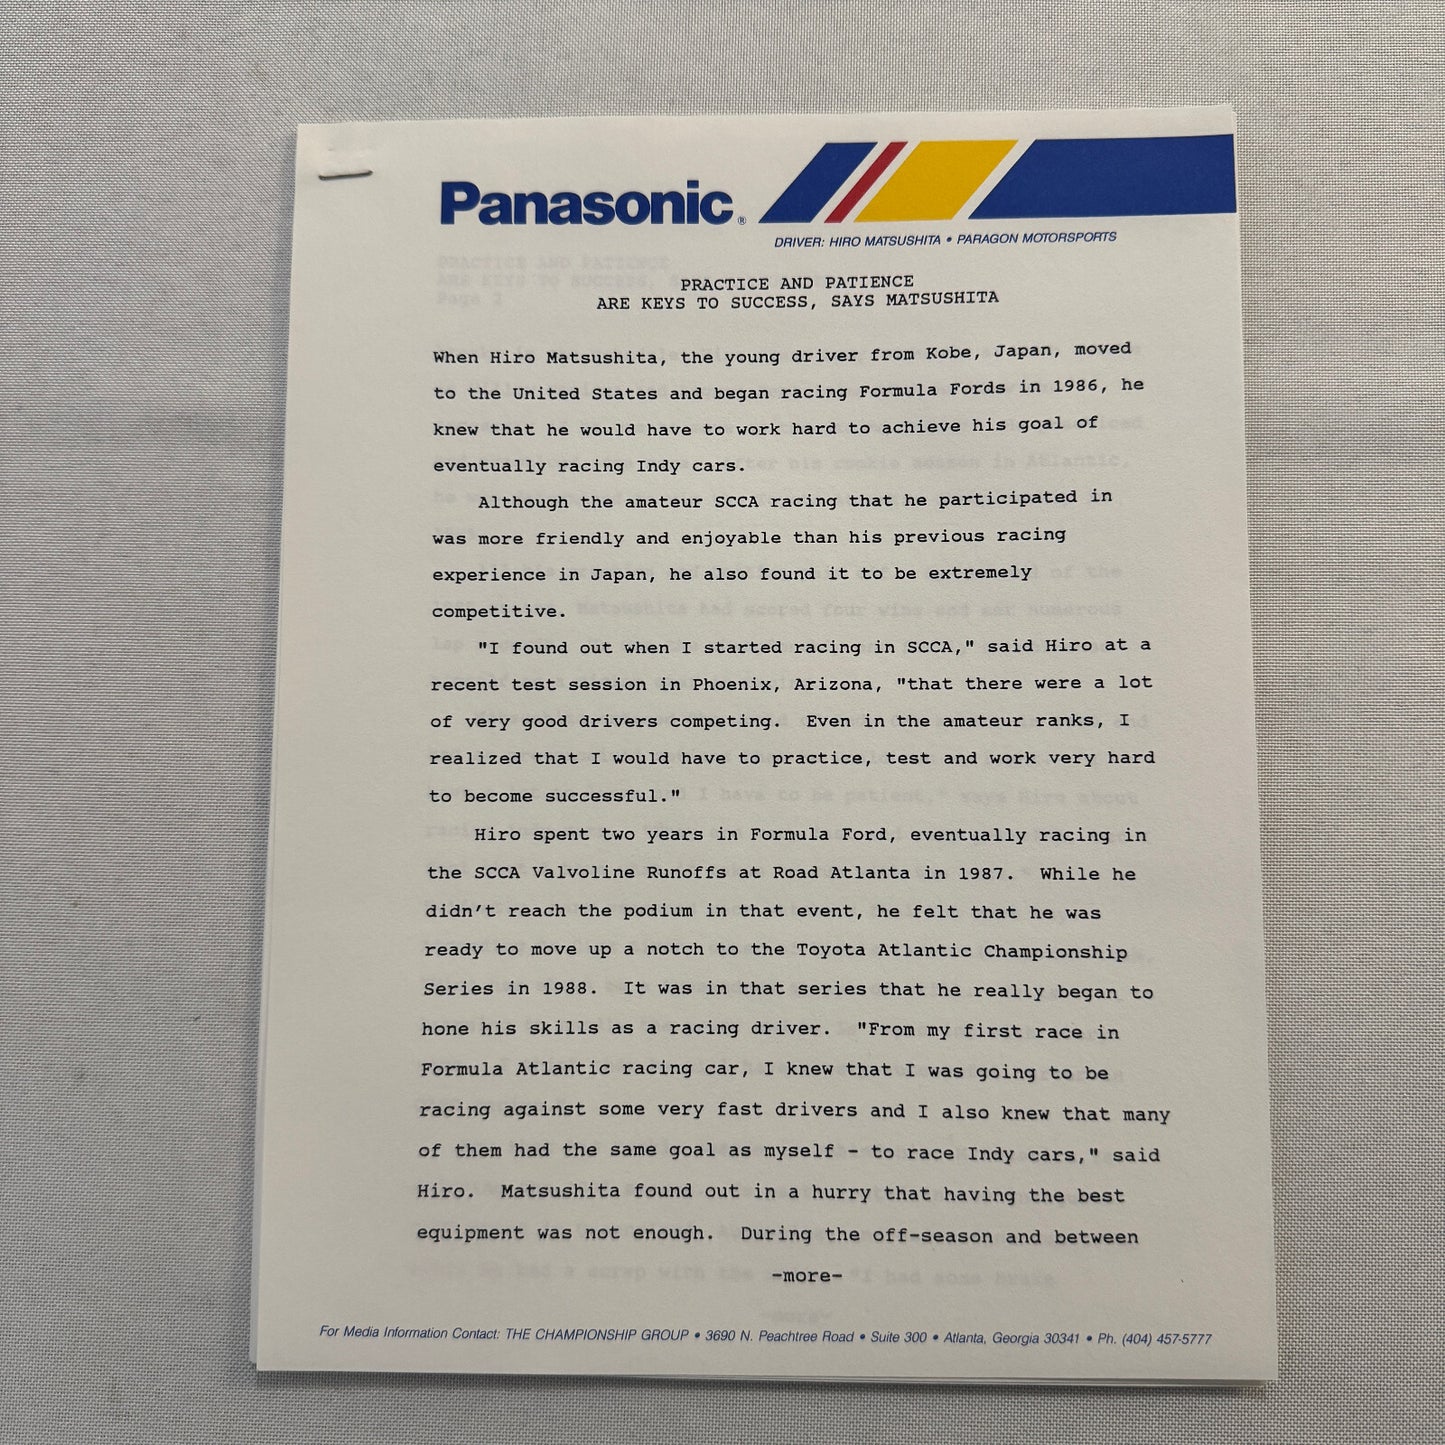 Panasonic®
DRIVER: HIRO MATSUSHITA • PARAGON MOTORSPORTS
PRACTICE AND PATIENCE
ARE KEYS TO SUCCESS, SAYS MATSUSHITA
When Hiro Matsushita, the young driver from Kobe, Japan, moved
to the United States and began racing Formula Fords in 1986, he
knew that he would have to work hard to achieve his goal of
eventually racing Indy cars.
Although the amateur SCCA racing that he participated in
was more friendly and enjoyable than his previous racing
experience in Japan, he also found it to be extremely
competitive.
"I found out when I started racing in SCCA," said Hiro at a
recent test session in Phoenix, Arizona, "that there were a lot
of very good drivers competing.  Even in the amateur ranks, I
realized that I would have to practice, test and work very hard
to become successful."
Hiro spent two years in Formula Ford, eventually racing in
the SCCA Valvoline Runoffs at Road Atlanta in 1987.  While he
didn't reach the podium in that event, he felt that he was
ready to move up a notch to the Toyota Atlantic Championship
Series in 1988.  It was in that series that he really began to
hone his skills as a racing driver.  "From my first race in
Formula Atlantic racing car, I knew that I was going to be
racing against some very fast drivers and I also knew that many
of them had the same goal as myself - to race Indy cars," said
Hiro.  Matsushita found out in a hurry that having the best
equipment was not enough.  During the off-season and between
-more-
For Media Information Contact: THE CHAMPIONSHIP GROUP • 3690 N. Peachtree Road • Suite 300 • Atlanta, Georgia 30341 • Ph. (404) 457-5777